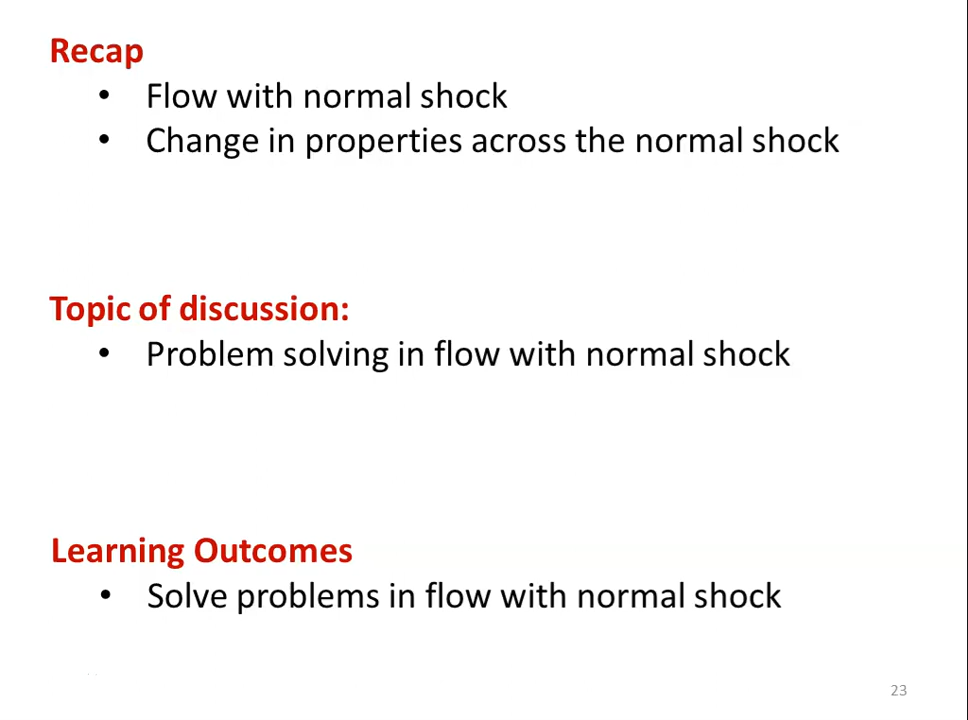 Recap
• Flow with normal shock
• Change in properties across the normal shock
Topic of discussion:
• Problem solving in flow with normal shock
Learning Outcomes
• Solve problems in flow with normal shock
23